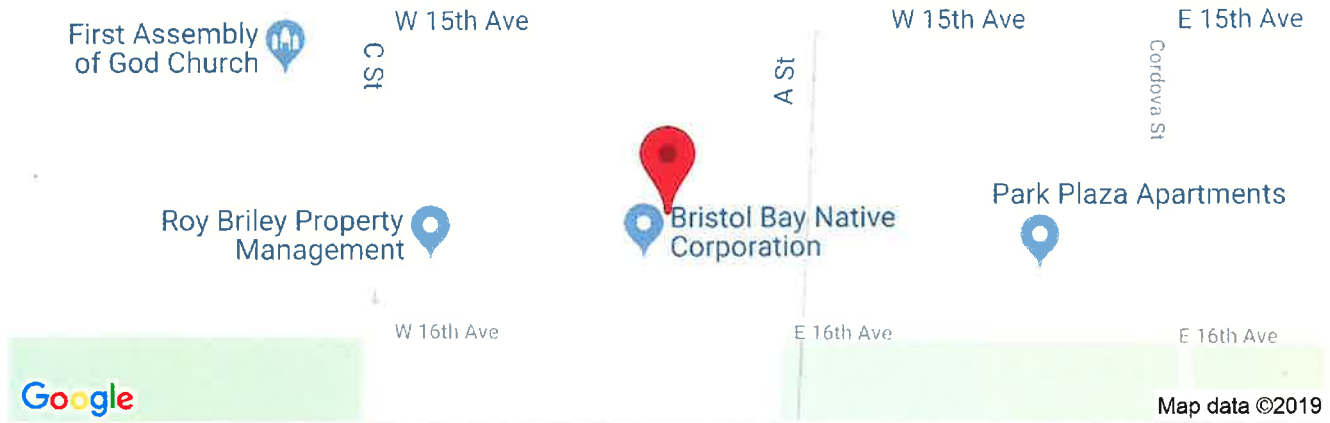 First Assembly
of God Church
C St
W 15th Ave
A St
W 15th Ave
E 15th Ave
Cordova St
Roy Briley Property
Management
Bristol Bay Native
Corporation
Park Plaza Apartments
W 16th Ave
E 16th Ave
E 16th Ave
Google
Map data ©2019